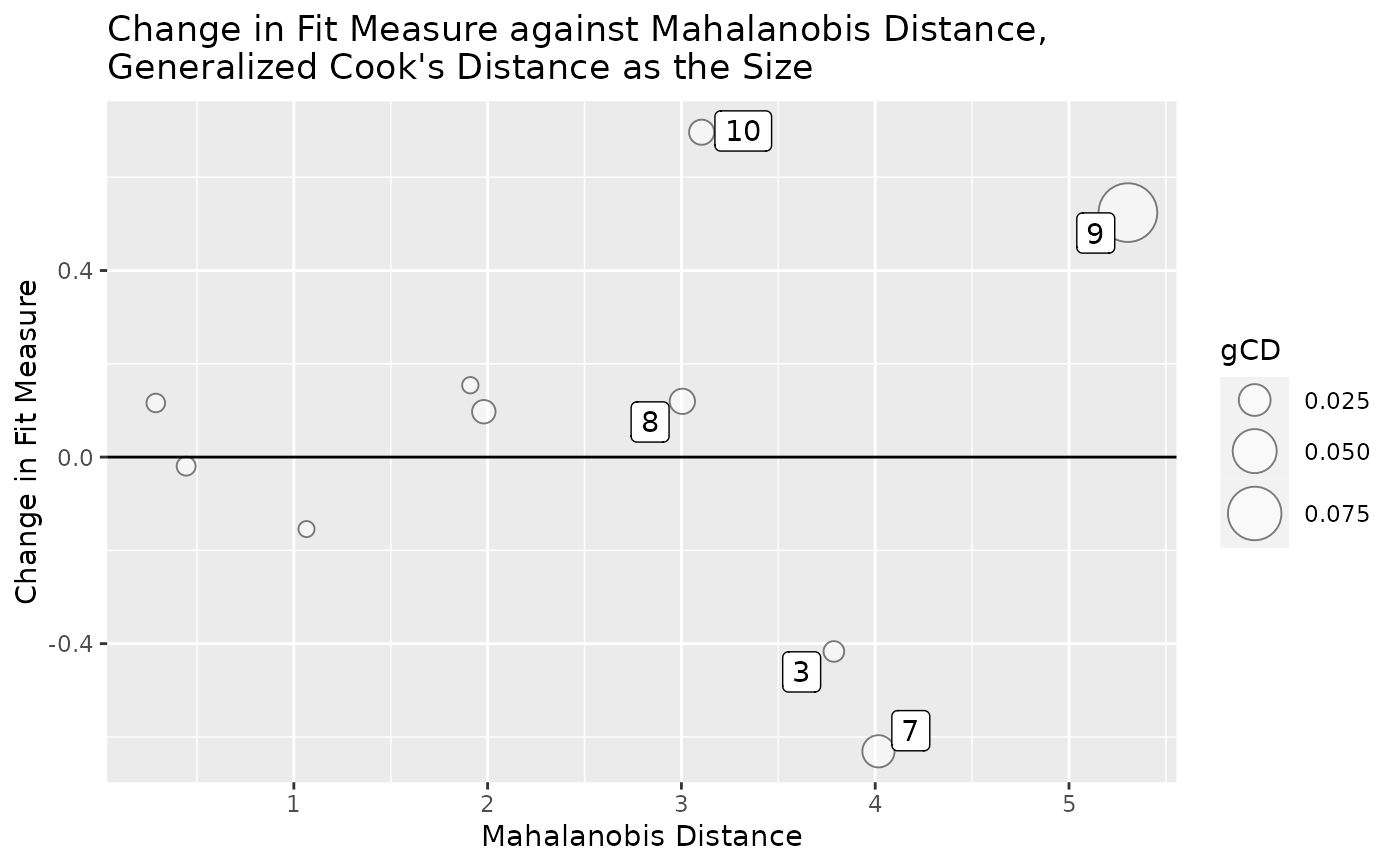 Change in Fit Measure against Mahalanobis Distance,
Generalized Cook's Distance as the Size
Change in Fit Measure
0.4
0.0
-0.4
10
9
8
3
7
1 2 3 4 5
Mahalanobis Distance
gCD
0.025
0.050
0.075